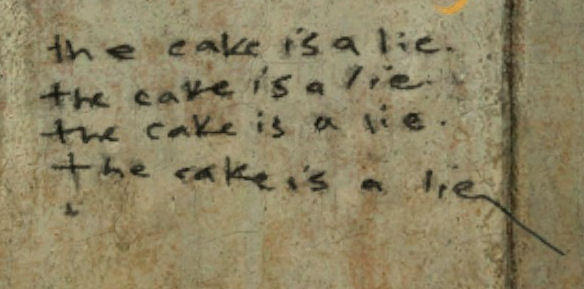 the cake is a lie.
the cake is a lie.
the cake is a lie.
the cake is a lie